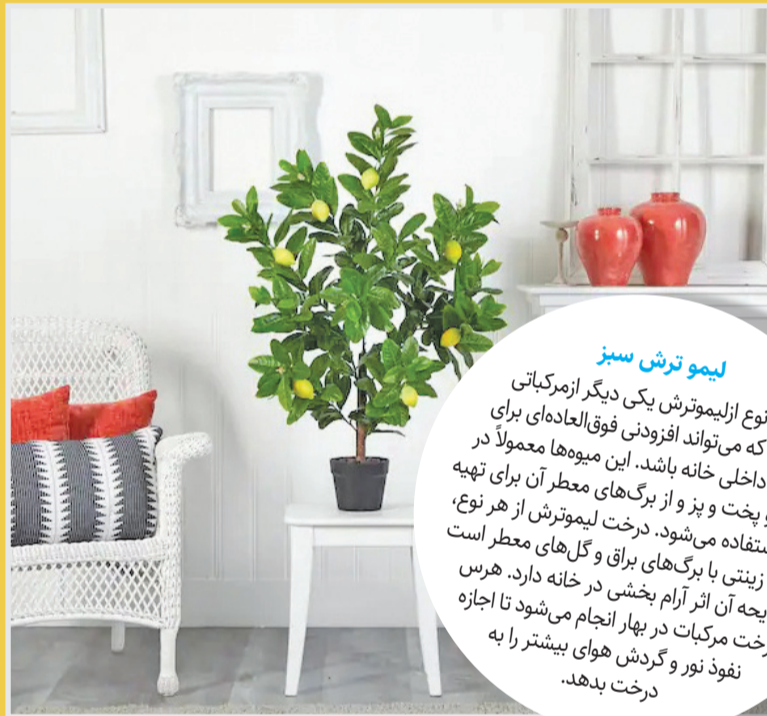 لیمو ترش سبز
نوع ازلیموترش یکی دیگر ازمرکباتی
که می‌تواند افزودنی فوق‌العاده‌ای برای
داخلی خانه باشد. این میوه‌ها معمولاً در
پخت و پز و از برگ‌های معطر آن برای تهیه
می‌شود. درخت لیموترش از هر نوع،
زینتی با برگ‌های براق و گل‌های معطر است
آن اثر آرام بخشی در خانه دارد. هرس
مرکبات در بهار انجام می‌شود تا اجازه
نفوذ نور و گردش هوای بیشتر را به
درخت بدهد.